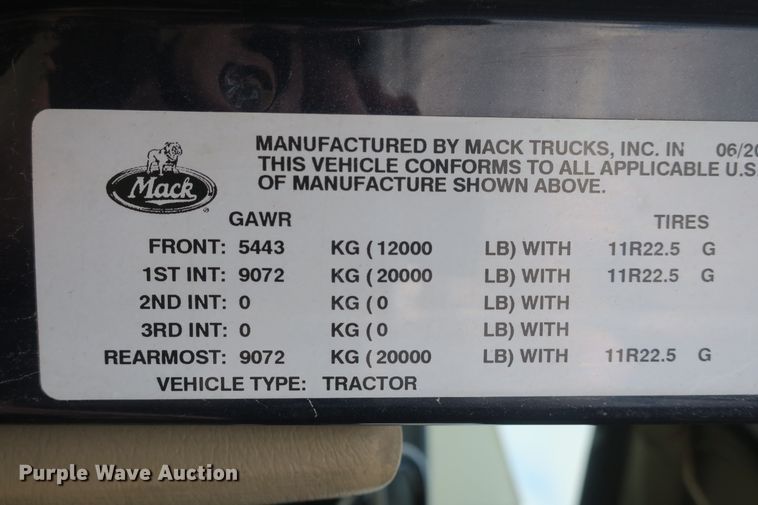 MANUFACTURED BY MACK TRUCKS, INC. IN 06/20
THIS VEHICLE CONFORMS TO ALL APPLICABLE U.S
OF MANUFACTURE SHOWN ABOVE.
Mack
®
GAWR TIRES
FRONT: 5443 KG ( 12000 LB) WITH 11R22.5 G
1ST INT: 9072 KG ( 20000 LB) WITH 11R22.5 G
2ND INT: 0 KG ( 0 LB) WITH
3RD INT: 0 KG ( 0 LB) WITH
REARMOST: 9072 KG ( 20000 LB) WITH 11R22.5 G
VEHICLE TYPE: TRACTOR
Purple Wave Auction